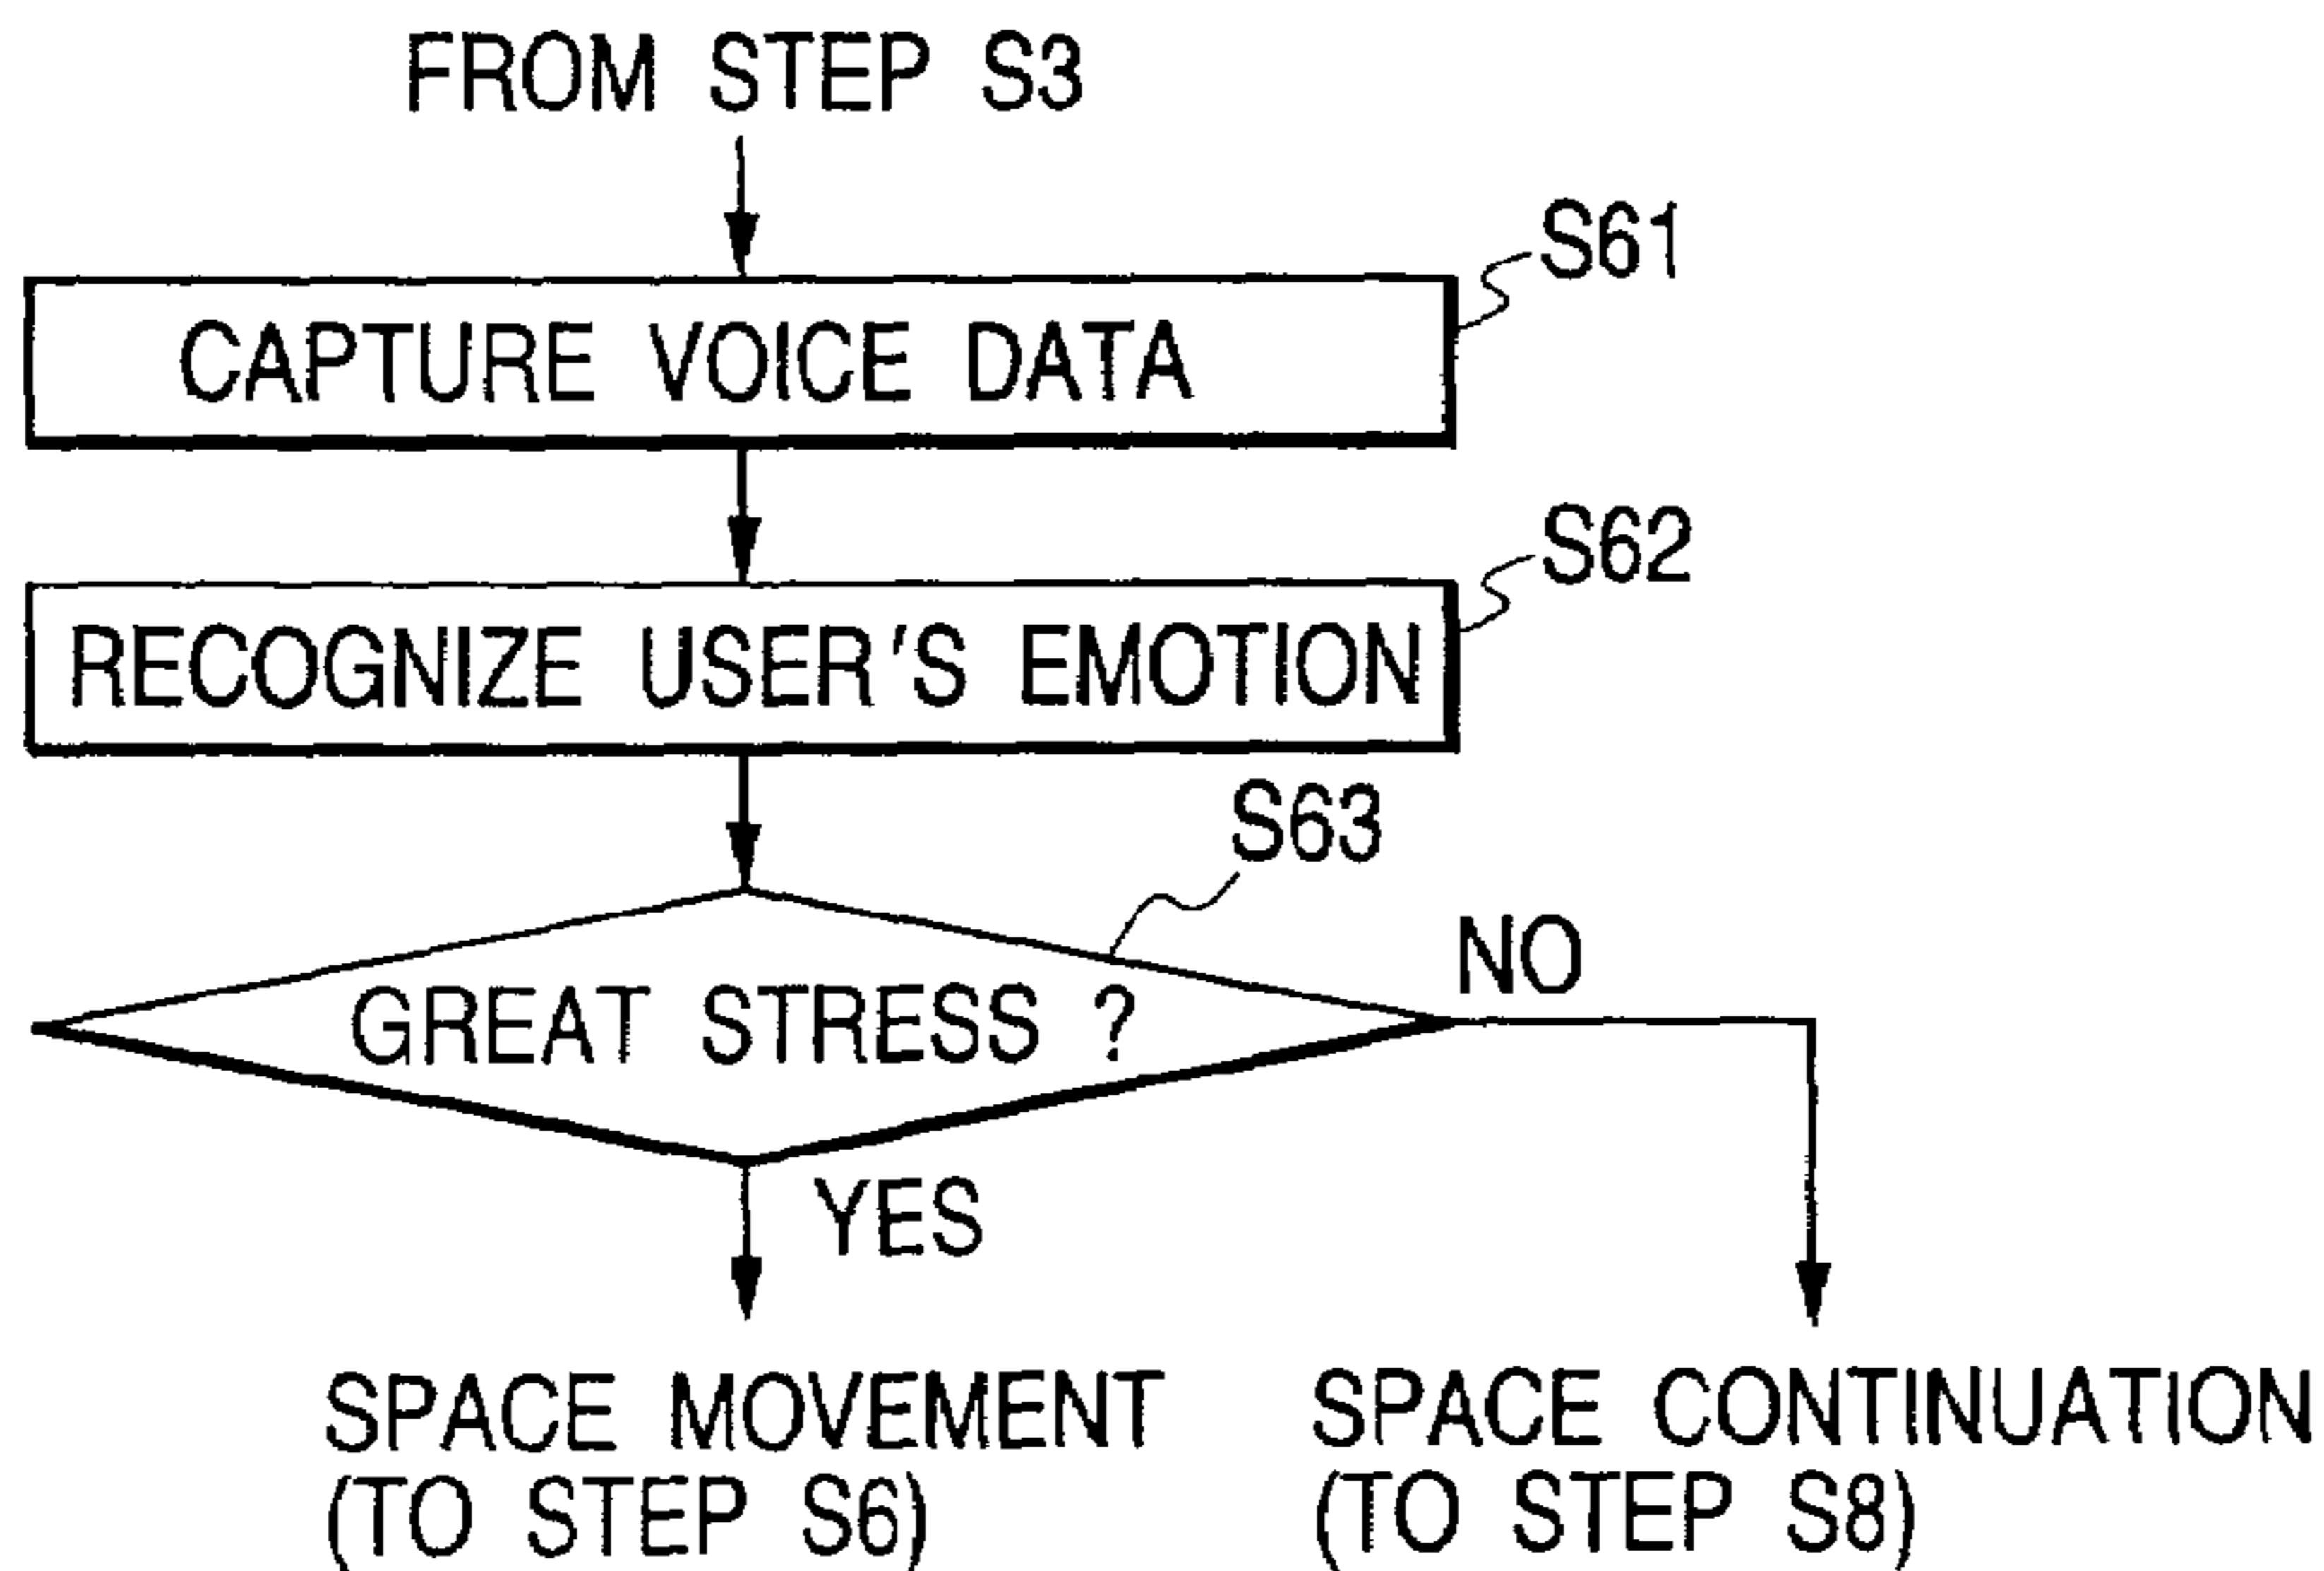 FROM STEP S3
S61
CAPTURE VOICE DATA
S62
RECOGNIZE USER'S EMOTION
S63
GREAT STRESS ?
NO
YES
SPACE MOVEMENT
(TO STEP S6)
SPACE CONTINUATION
(TO STEP S8)